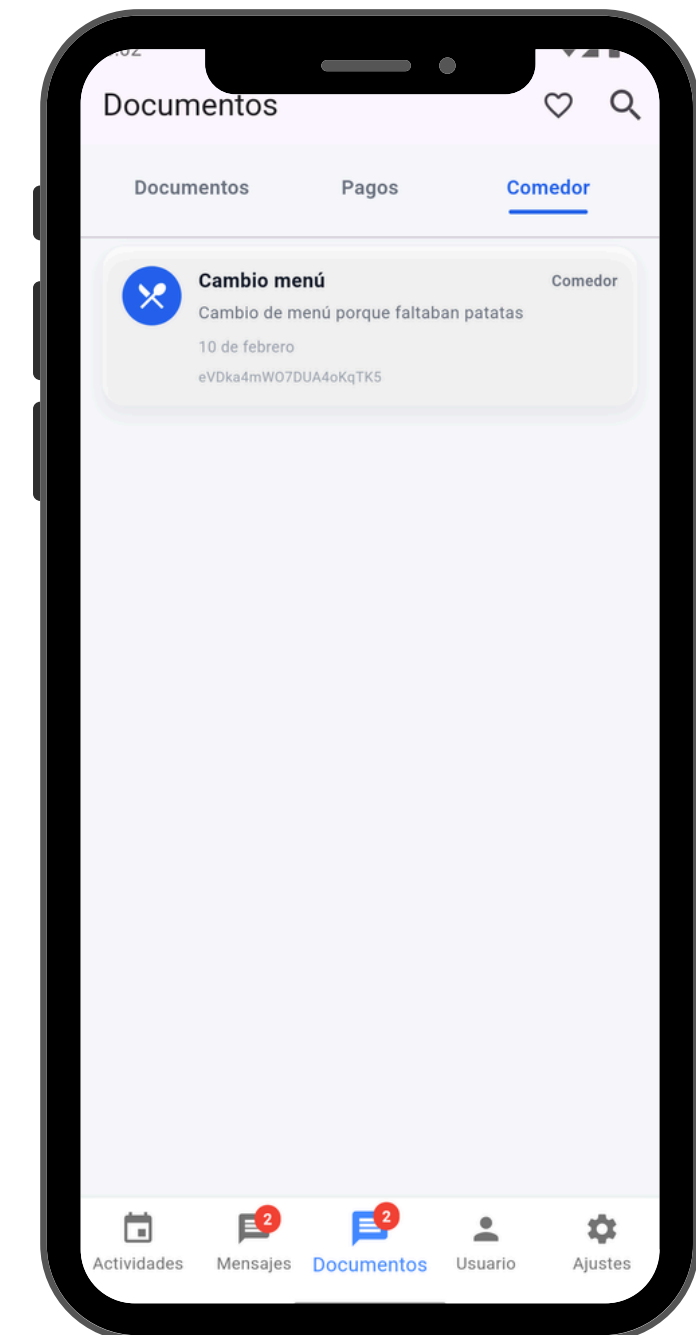 Documentos
Documentos
Pagos
Comedor
Cambio menú
Comedor
Cambio de menú porque faltaban patatas
10 de febrero
eVDka4mWO7DUA4oKqTK5
2
2
Actividades
Mensajes
Documentos
Usuario
Ajustes